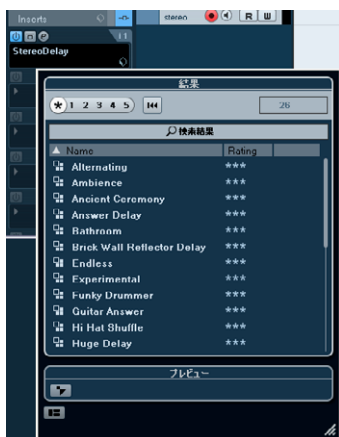 Inserts
stereo R W
i 1
StereoDelay
結果
1 2 3 4 5 26
検索結果
Name Rating
Alternating ***
Ambience ***
Ancient Ceremony ***
Answer Delay ***
Bathroom ***
Brick Wall Reflector Delay ***
Endless ***
Experimental ***
Funky Drummer ***
Guitar Answer ***
Hi Hat Shuffle ***
Huge Delay ***
プレビュー